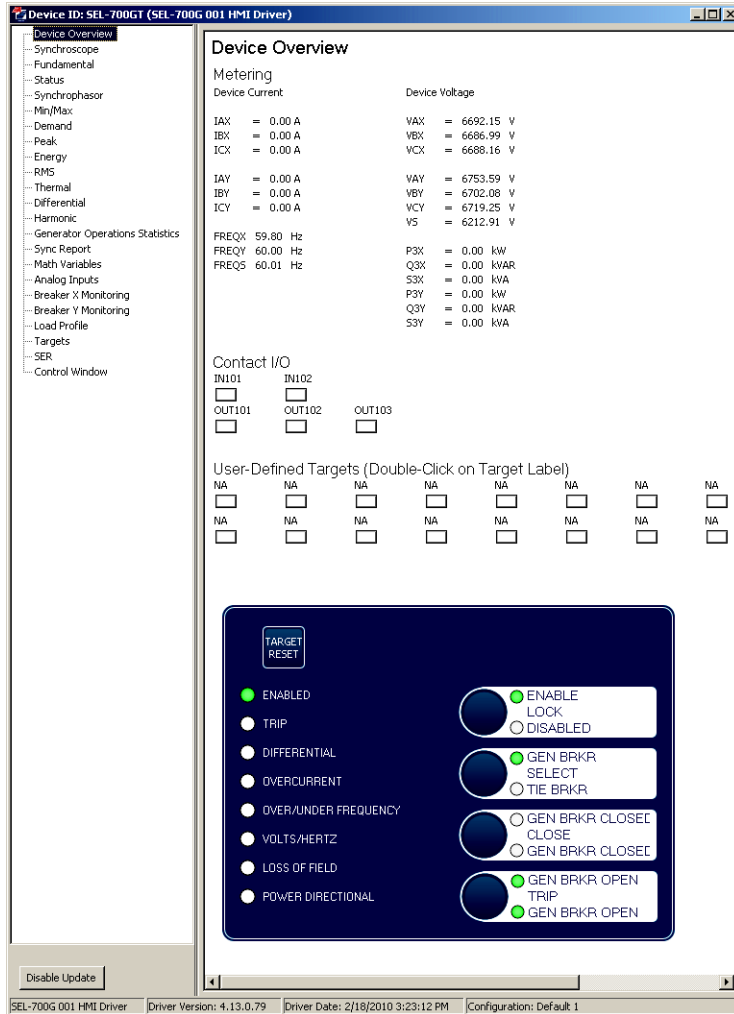 Device ID: SEL-700GT (SEL-700G 001 HMI Driver)
Device Overview
Synchroscope
Fundamental
Status
Synchrophasor
Min/Max
Demand
Peak
Energy
RMS
Thermal
Differential
Harmonic
Generator Operations Statistics
Sync Report
Math Variables
Analog Inputs
Breaker X Monitoring
Breaker Y Monitoring
Load Profile
Targets
SER
Control Window
Disable Update
Device Overview
Metering
Device Current Device Voltage
IAX = 0.00 A VAX = 6692.15 V
IBX = 0.00 A VBX = 6686.99 V
ICX = 0.00 A VCX = 6688.16 V
IAY = 0.00 A VAY = 6753.59 V
IBY = 0.00 A VBY = 6702.08 V
ICY = 0.00 A VCY = 6719.25 V
VS = 6212.91 V
FREQX 59.80 Hz
FREQY 60.00 Hz P3X = 0.00 kW
FREQS 60.01 Hz Q3X = 0.00 kVAR
S3X = 0.00 kVA
P3Y = 0.00 kW
Q3Y = 0.00 kVAR
S3Y = 0.00 kVA
Contact I/O
IN101 IN102
OUT101 OUT102 OUT103
User-Defined Targets (Double-Click on Target Label)
NA NA NA NA NA NA NA NA
NA NA NA NA NA NA NA NA
TARGET
RESET
ENABLED
TRIP
DIFFERENTIAL
OVERCURRENT
OVER/UNDER FREQUENCY
VOLTS/HERTZ
LOSS OF FIELD
POWER DIRECTIONAL
ENABLE
LOCK
DISABLED
GEN BRKR
SELECT
TIE BRKR
GEN BRKR CLOSED
CLOSE
GEN BRKR CLOSED
GEN BRKR OPEN
TRIP
GEN BRKR OPEN
SEL-700G 001 HMI Driver Driver Version: 4.13.0.79 Driver Date: 2/18/2010 3:23:12 PM Configuration: Default 1